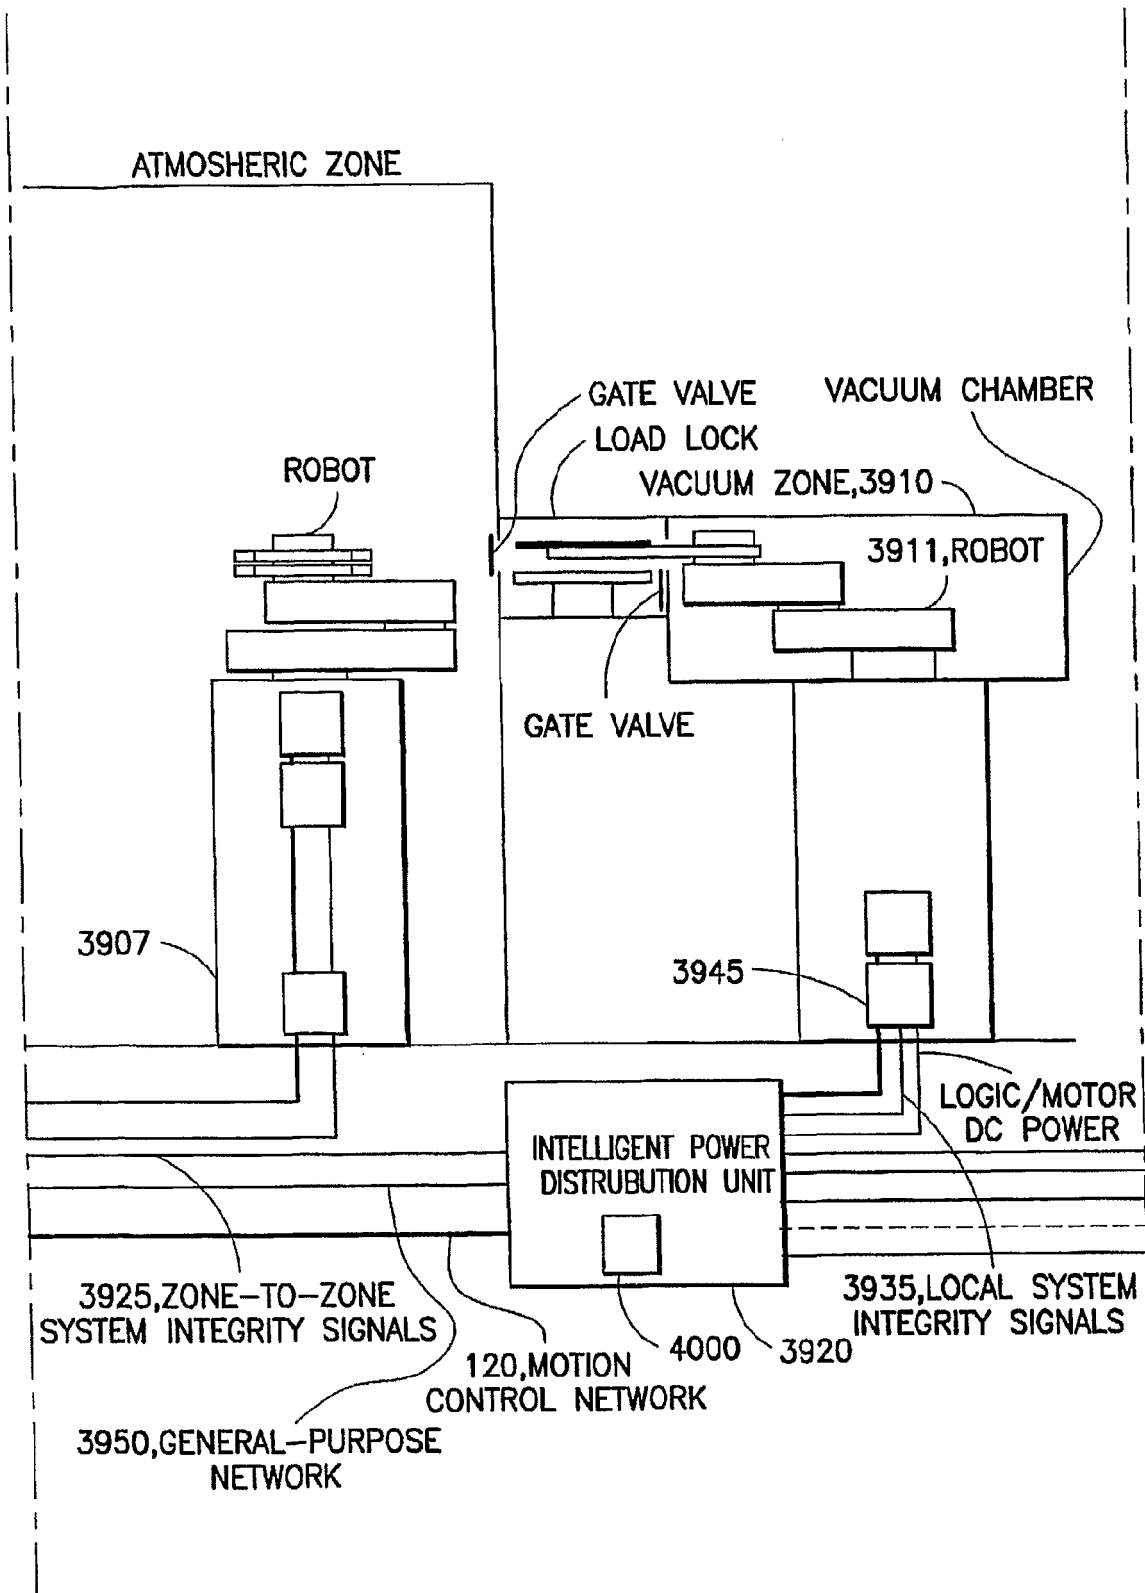 ATMOSHERIC ZONE
GATE VALVE
VACUUM CHAMBER
LOAD LOCK
ROBOT
VACUUM ZONE,3910
3911,ROBOT
GATE VALVE
3907
3945
LOGIC/MOTOR
DC POWER
INTELLIGENT POWER
DISTRUBUTION UNIT
3925,ZONE-TO-ZONE
SYSTEM INTEGRITY SIGNALS
3935,LOCAL SYSTEM
INTEGRITY SIGNALS
4000
3920
120,MOTION
CONTROL NETWORK
3950,GENERAL-PURPOSE
NETWORK